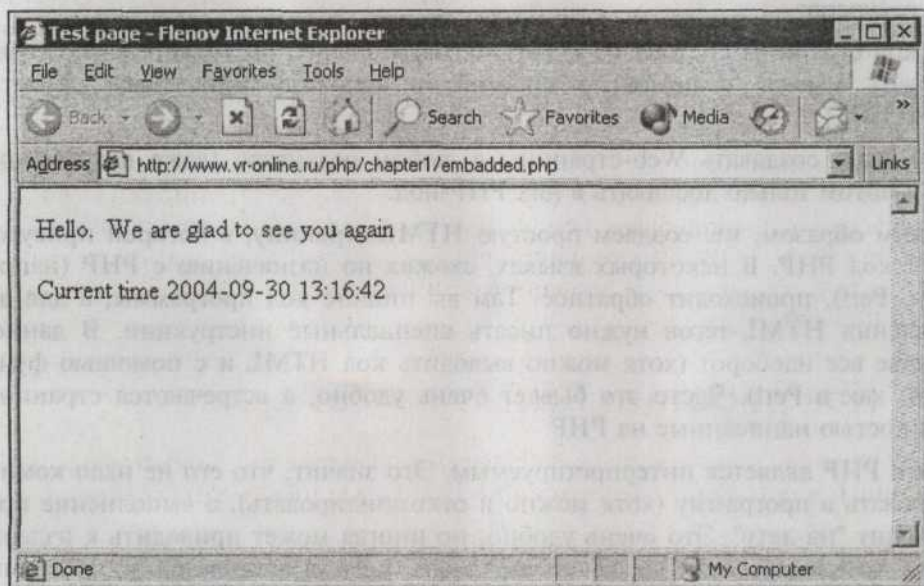 Test page - Flenov Internet Explorer
File Edit View Favorites Tools Help
Back Search Favorites Media »
Address http://www.vr-online.ru/php/chapter1/embadded.php Links
Hello. We are glad to see you again
Current time 2004-09-30 13:16:42
Done My Computer